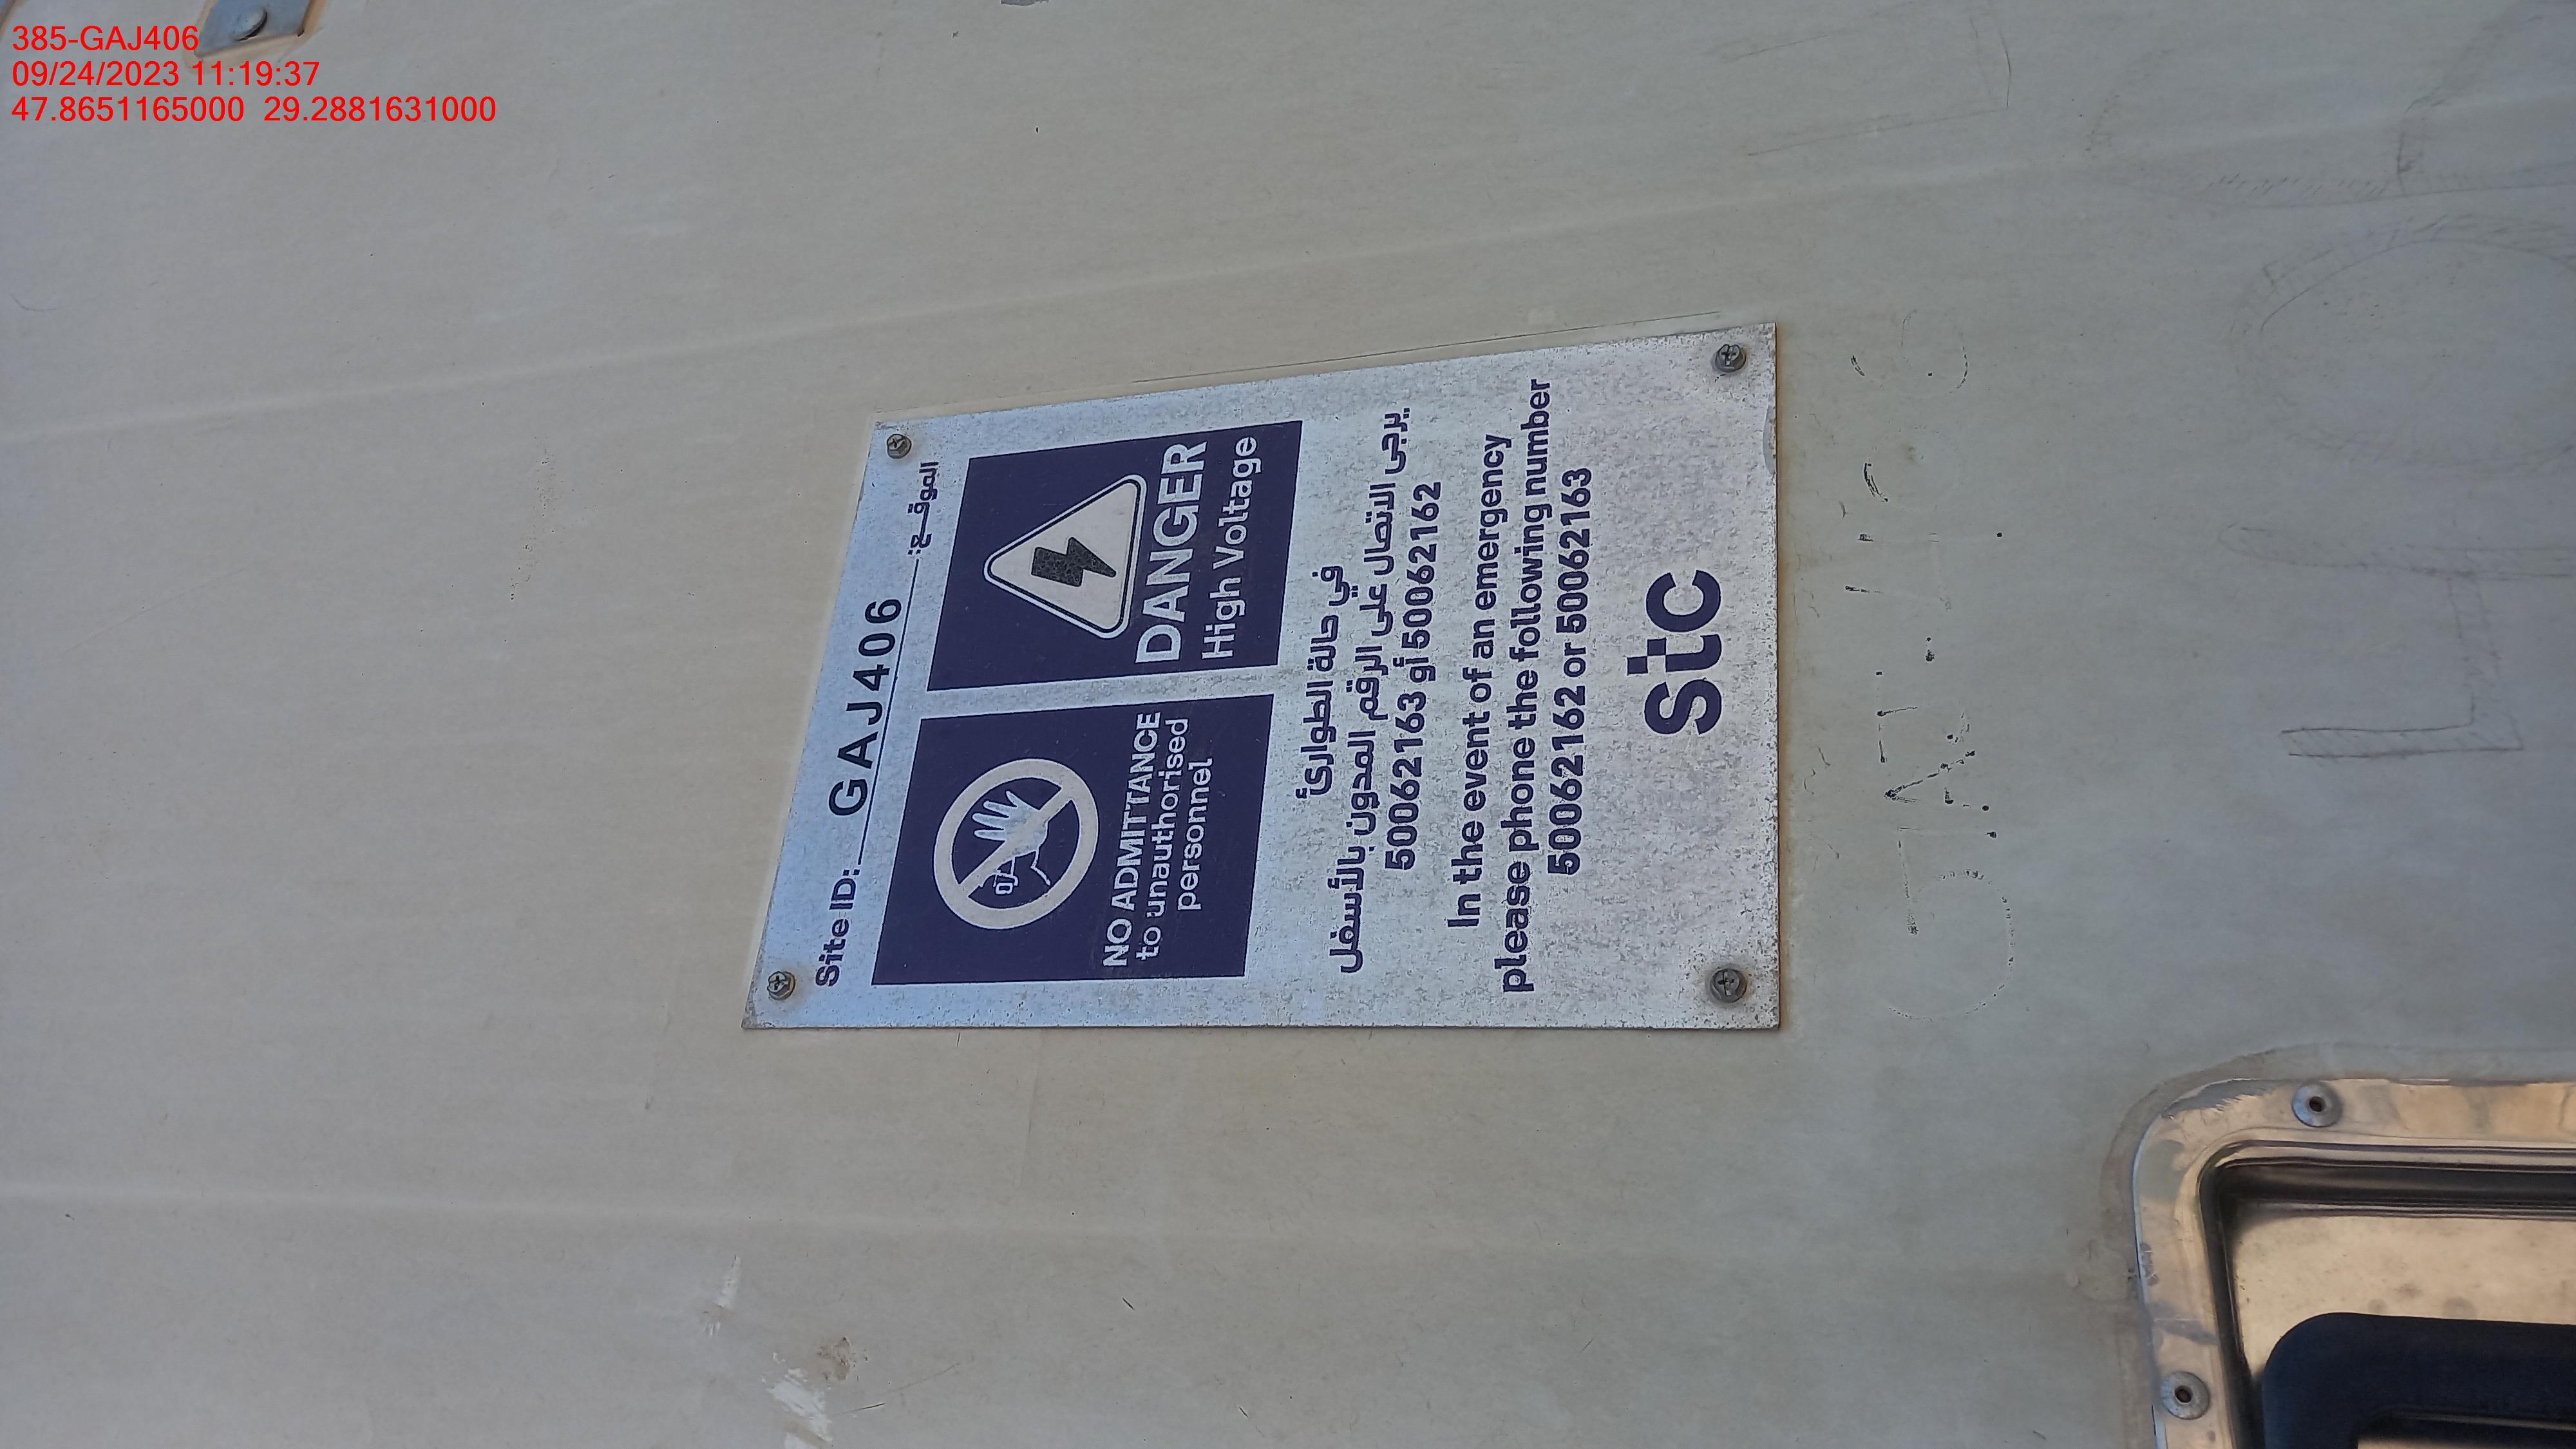 385-GAJ406
09/24/2023 11:19:37
47.8651165000 29.2881631000
Site ID: GAJ406 الموقـــع:
NO ADMITTANCE
to unauthorised
personnel
DANGER
High Voltage
في حالة الطوارئ
يرجى الاتصال على الرقم المدون بالأسفل
50062163 أو 50062162
In the event of an emergency
please phone the following number
50062162 or 50062163
stc